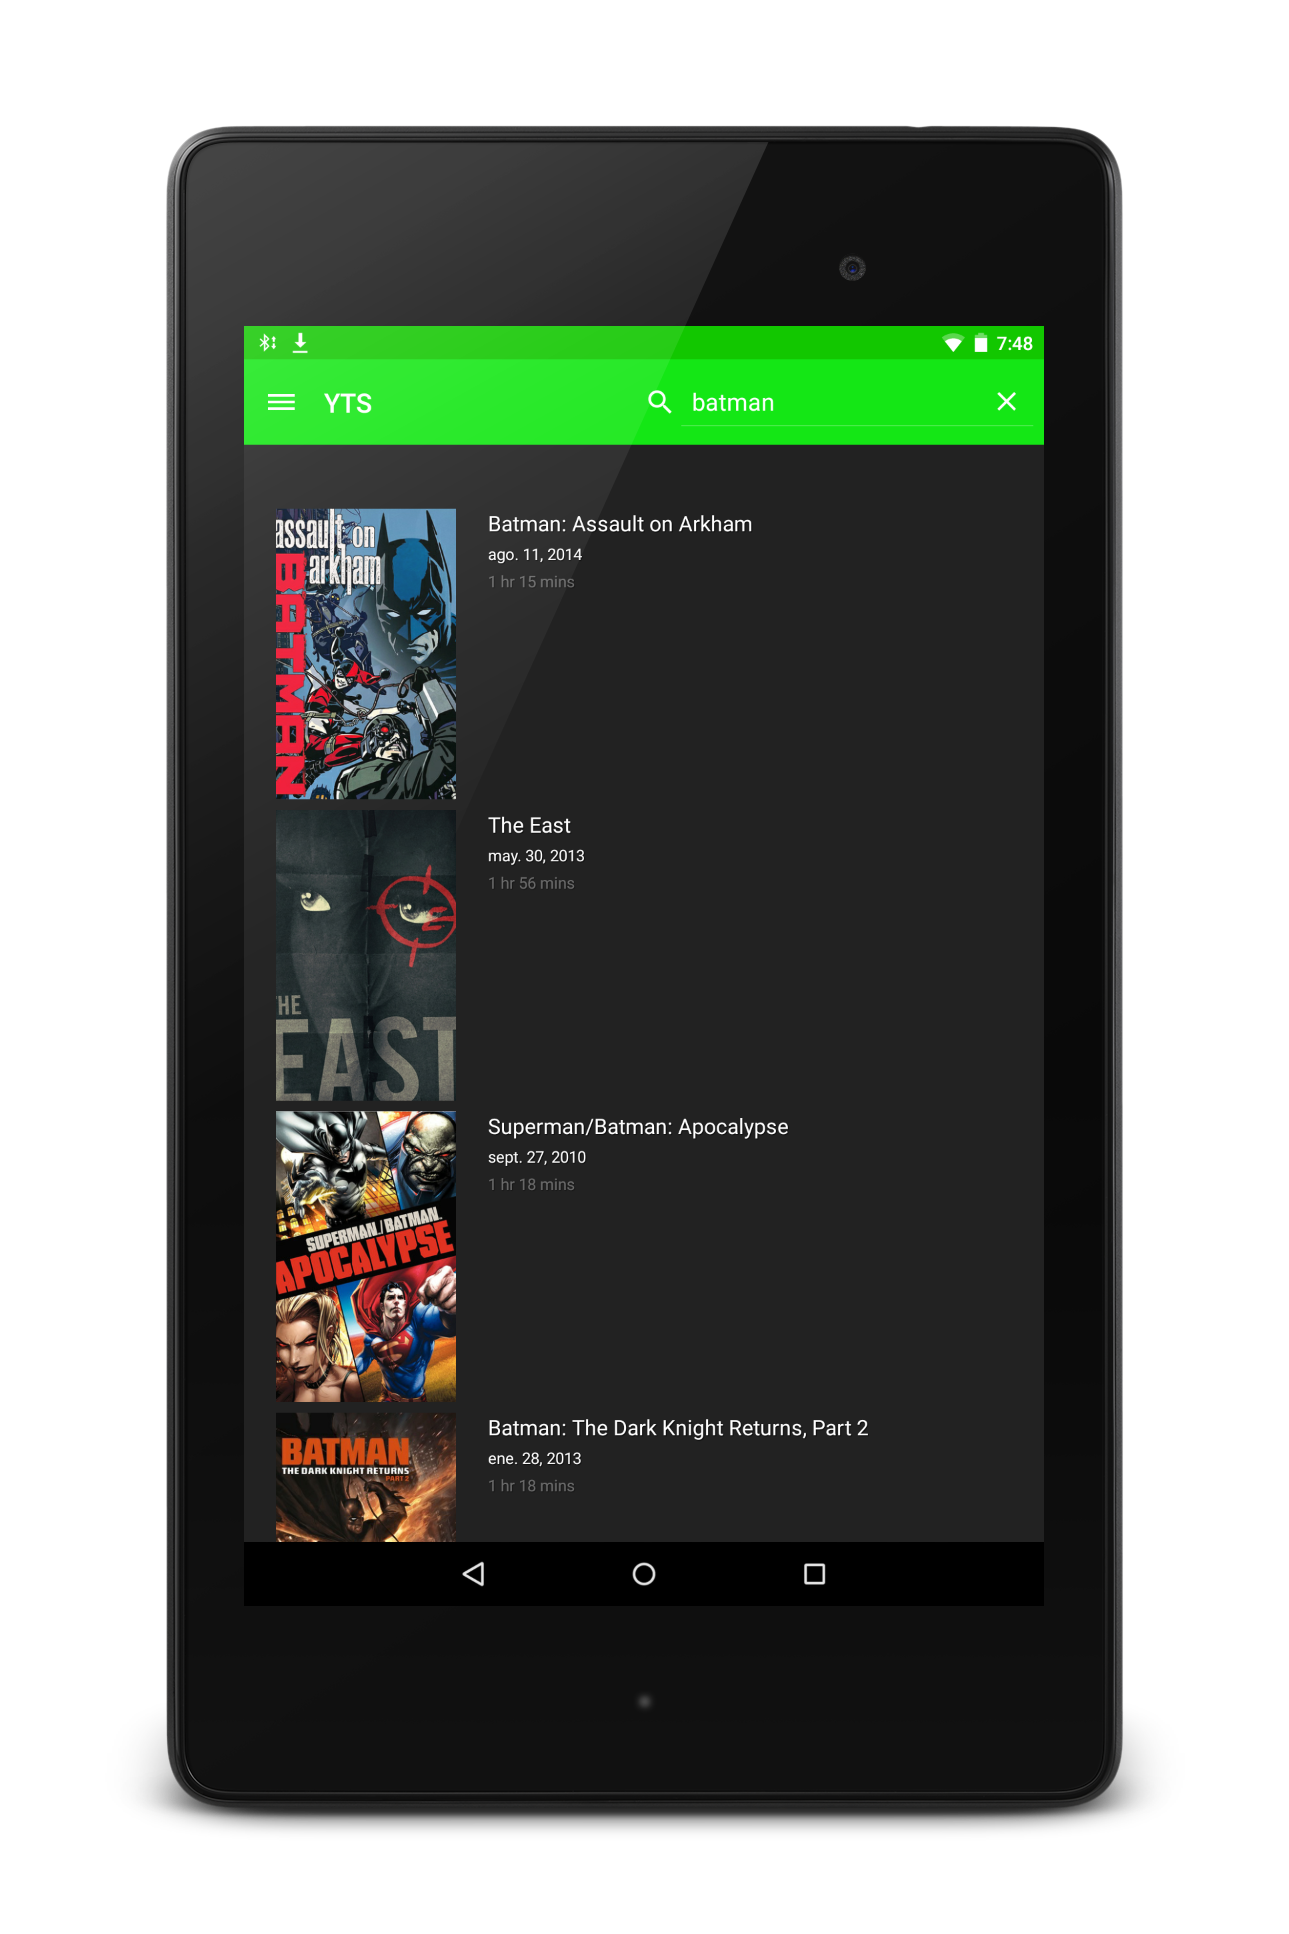 7:48
YTS
batman
assault on
arkham
BATMAN
Batman: Assault on Arkham
ago. 11, 2014
1 hr 15 mins
THE
EAST
The East
may. 30, 2013
1 hr 56 mins
SUPERMAN/BATMAN
APOCALYPSE
Superman/Batman: Apocalypse
sept. 27, 2010
1 hr 18 mins
BATMAN
THE DARK KNIGHT RETURNS
PART 2
Batman: The Dark Knight Returns, Part 2
ene. 28, 2013
1 hr 18 mins